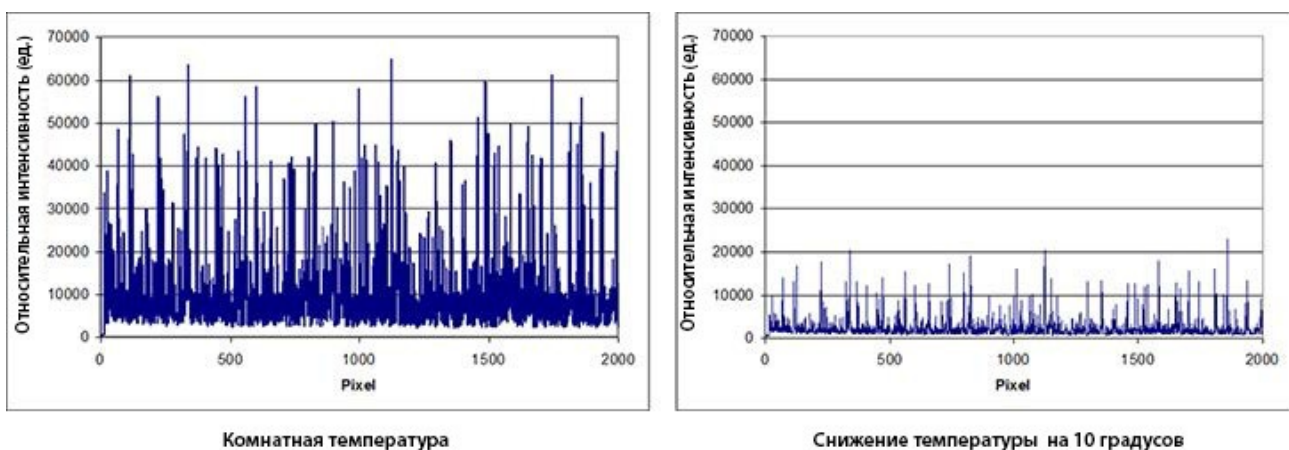 Относительная интенсивность (ед.)
70000
60000
50000
40000
30000
20000
10000
0
0 500 1000 1500 2000
Pixel
Комнатная температура
Относительная интенсивность (ед.)
70000
60000
50000
40000
30000
20000
10000
0
0 500 1000 1500 2000
Pixel
Снижение температуры на 10 градусов